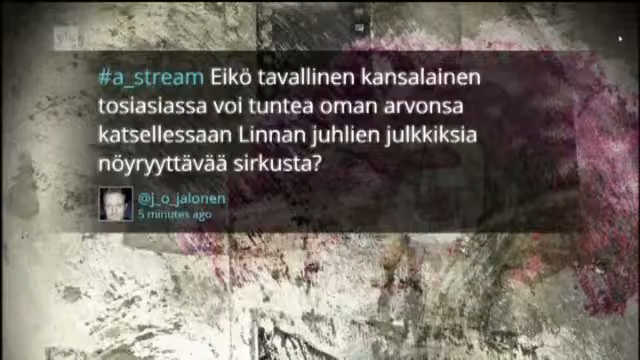 #a_stream Eikö tavallinen kansalainen
tosiasiassa voi tuntea oman arvonsa
katsellessaan Linnan juhlien julkkiksia
nöyryyttävää sirkusta?
@j_o_jalonen
5 minutes ago